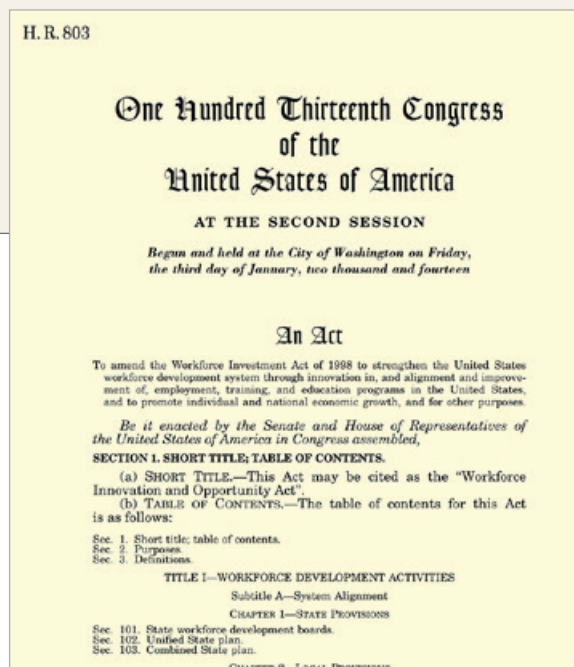 H. R. 803
One Hundred Thirteenth Congress
of the
United States of America
AT THE SECOND SESSION
Begun and held at the City of Washington on Friday,
the third day of January, two thousand and fourteen
An Act
To amend the Workforce Investment Act of 1998 to strengthen the United States
workforce development system through innovation in, and alignment and improve-
ment of, employment, training, and education programs in the United States,
and to promote individual and national economic growth, and for other purposes.
Be it enacted by the Senate and House of Representatives of
the United States of America in Congress assembled,
SECTION 1. SHORT TITLE; TABLE OF CONTENTS.
(a) SHORT TITLE.—This Act may be cited as the “Workforce
Innovation and Opportunity Act”.
(b) TABLE OF CONTENTS.—The table of contents for this Act
is as follows:
Sec. 1. Short title; table of contents.
Sec. 2. Purposes.
Sec. 3. Definitions.
TITLE I—WORKFORCE DEVELOPMENT ACTIVITIES
Subtitle A—System Alignment
CHAPTER 1—STATE PROVISIONS
Sec. 101. State workforce development boards.
Sec. 102. Unified State plan.
Sec. 103. Combined State plan.
CHAPTER 2—LOCAL PROVISIONS